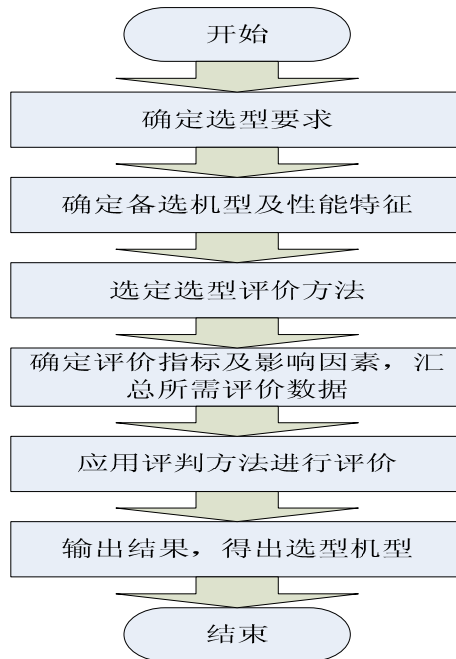 开始
确定选型要求
确定备选机型及性能特征
选定选型评价方法
确定评价指标及影响因素，汇
总所需评价数据
应用评判方法进行评价
输出结果，得出选型机型
结束